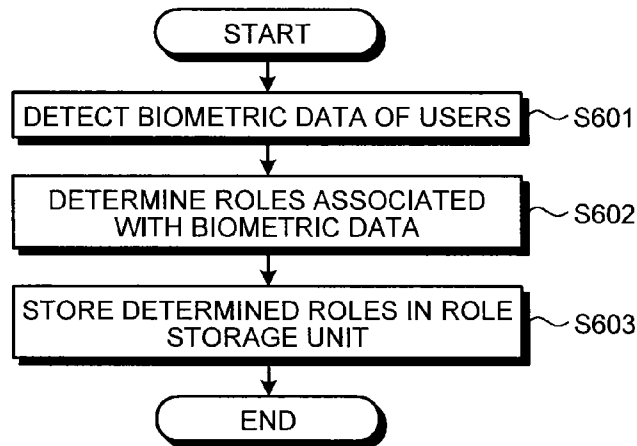 START
DETECT BIOMETRIC DATA OF USERS
S601
DETERMINE ROLES ASSOCIATED
WITH BIOMETRIC DATA
S602
STORE DETERMINED ROLES IN ROLE
STORAGE UNIT
S603
END